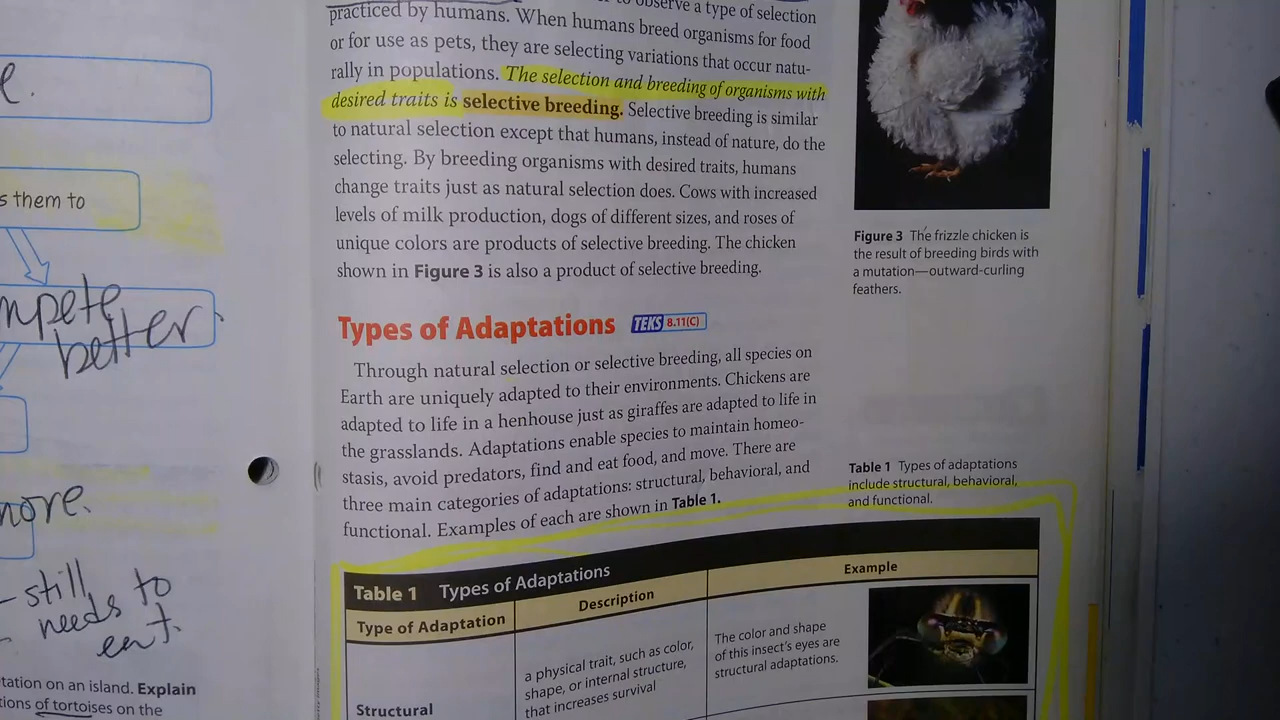 e.
s them to
mpete
better
more.
- still
needs to
eat.
tation on an island. Explain
tions of tortoises on the
to observe a type of selection
practiced by humans. When humans breed organisms for food
or for use as pets, they are selecting variations that occur natu-
rally in populations. The selection and breeding of organisms with
desired traits is selective breeding. Selective breeding is similar
to natural selection except that humans, instead of nature, do the
selecting. By breeding organisms with desired traits, humans
change traits just as natural selection does. Cows with increased
levels of milk production, dogs of different sizes, and roses of
unique colors are products of selective breeding. The chicken
shown in Figure 3 is also a product of selective breeding.
Figure 3 The frizzle chicken is
the result of breeding birds with
a mutation—outward-curling
feathers.
Types of Adaptations TEKS 8.11(C)
Through natural selection or selective breeding, all species on
Earth are uniquely adapted to their environments. Chickens are
adapted to life in a henhouse just as giraffes are adapted to life in
the grasslands. Adaptations enable species to maintain homeo-
stasis, avoid predators, find and eat food, and move. There are
three main categories of adaptations: structural, behavioral, and
functional. Examples of each are shown in Table 1.
Table 1 Types of adaptations
include structural, behavioral,
and functional.
Table 1 Types of Adaptations
Type of Adaptation
Description
Example
Structural
a physical trait, such as color,
shape, or internal structure,
that increases survival
The color and shape
of this insect's eyes are
structural adaptations.